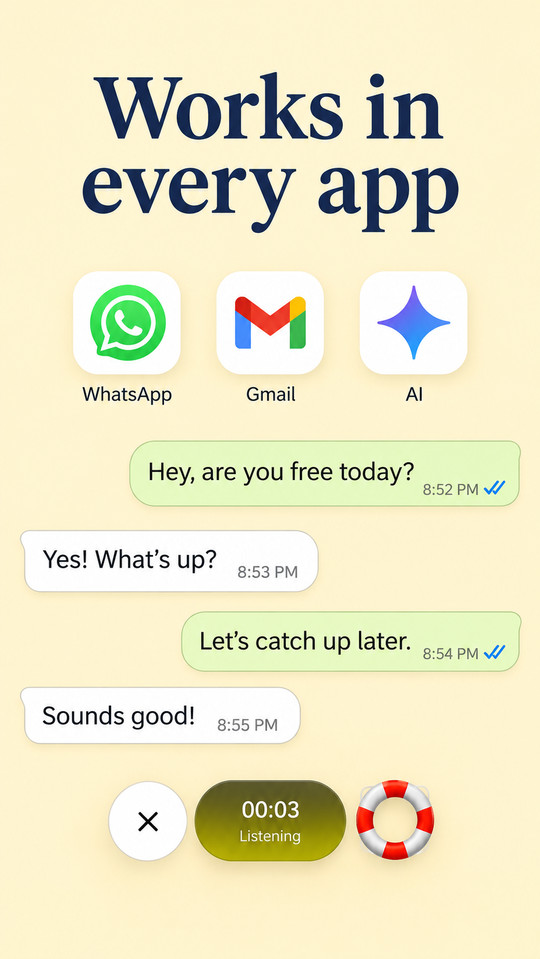 Works in
every app
WhatsApp
Gmail
AI
Hey, are you free today?
8:52 PM
Yes! What’s up?
8:53 PM
Let’s catch up later.
8:54 PM
Sounds good!
8:55 PM
00:03
Listening